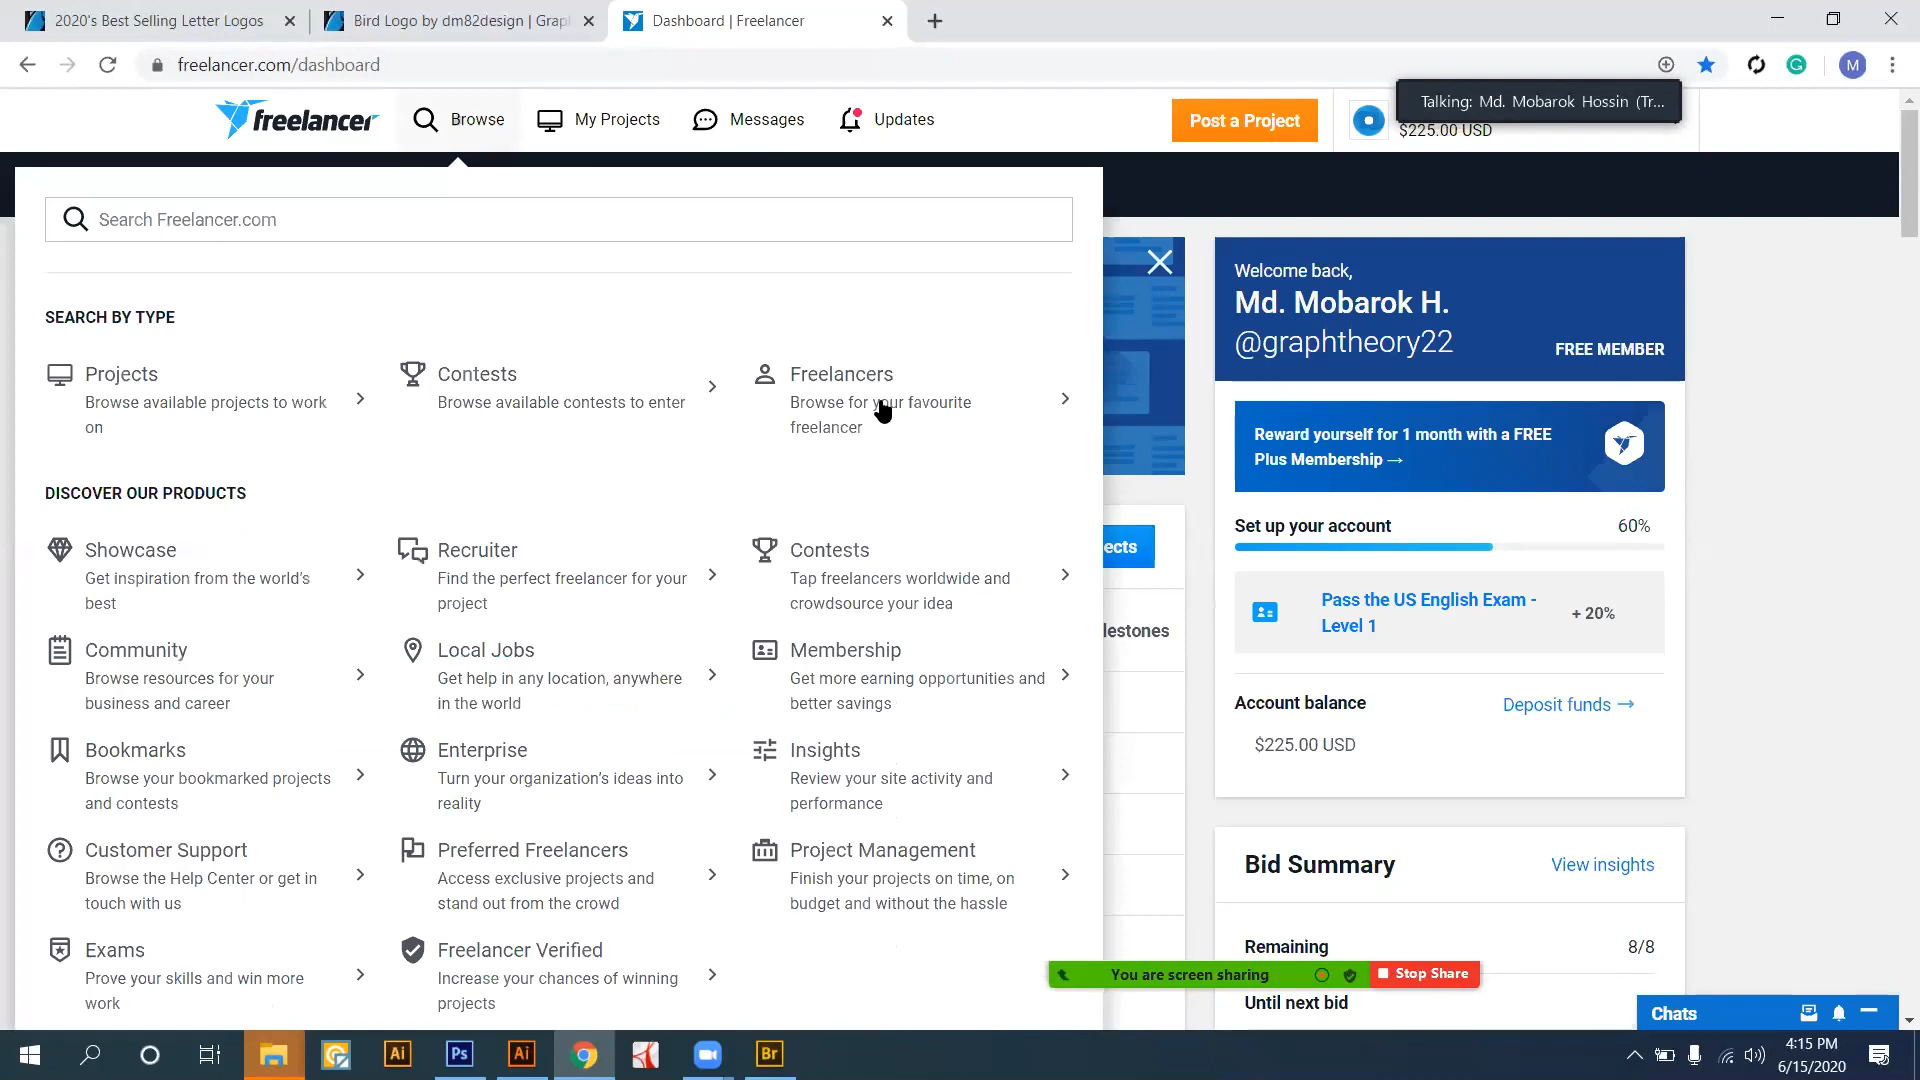 2020's Best Selling Letter Logos
Bird Logo by dm82design | Grap
Dashboard | Freelancer
freelancer.com/dashboard
M
freelancer
Browse
My Projects
Messages
Updates
Post a Project
Talking: Md. Mobarok Hossin (Tr...
$225.00 USD
Search Freelancer.com
SEARCH BY TYPE
Projects
Browse available projects to work
on
Contests
Browse available contests to enter
Freelancers
Browse for your favourite
freelancer
DISCOVER OUR PRODUCTS
Showcase
Get inspiration from the world's
best
Recruiter
Find the perfect freelancer for your
project
Contests
Tap freelancers worldwide and
crowdsource your idea
Community
Browse resources for your
business and career
Local Jobs
Get help in any location, anywhere
in the world
Membership
Get more earning opportunities and
better savings
Bookmarks
Browse your bookmarked projects
and contests
Enterprise
Turn your organization's ideas into
reality
Insights
Review your site activity and
performance
Customer Support
Browse the Help Center or get in
touch with us
Preferred Freelancers
Access exclusive projects and
stand out from the crowd
Project Management
Finish your projects on time, on
budget and without the hassle
Exams
Prove your skills and win more
work
Freelancer Verified
Increase your chances of winning
projects
ects
lestones
Welcome back,
Md. Mobarok H.
@graphtheory22
FREE MEMBER
Reward yourself for 1 month with a FREE
Plus Membership →
Set up your account
60%
Pass the US English Exam -
Level 1
+ 20%
Account balance
Deposit funds →
$225.00 USD
Bid Summary
View insights
Remaining
8/8
You are screen sharing
Stop Share
Until next bid
Chats
Ai
Ps
Ai
Br
4:15 PM
6/15/2020